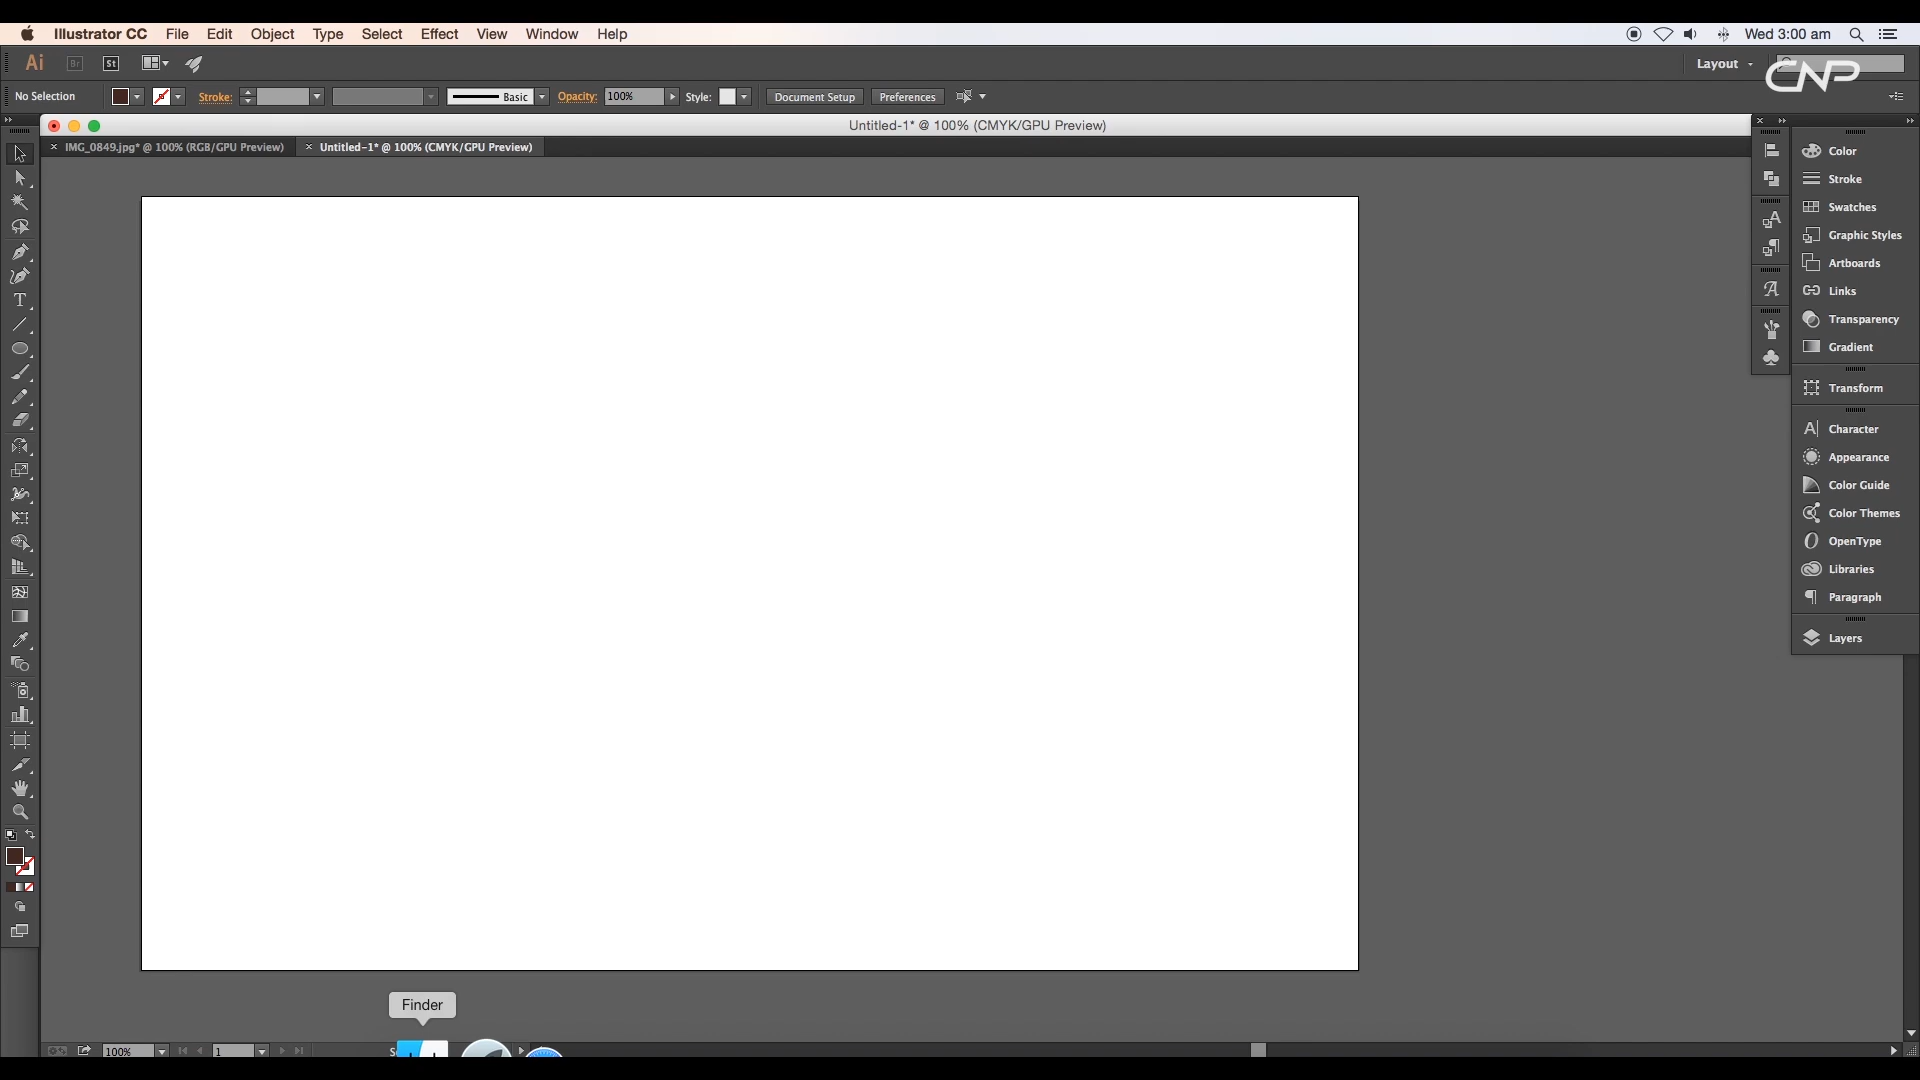 Illustrator CC File Edit Object Type Select Effect View Window Help
Wed 3:00 am
Ai Br St
Layout
CNP
No Selection
Stroke:
Basic
Opacity: 100%
Style:
Document Setup
Preferences
Untitled-1* @ 100% (CMYK/GPU Preview)
IMG_0849.jpg* @ 100% (RGB/GPU Preview)
Untitled-1* @ 100% (CMYK/GPU Preview)
Color
Stroke
Swatches
Graphic Styles
Artboards
Links
Transparency
Gradient
Transform
Character
Appearance
Color Guide
Color Themes
OpenType
Libraries
Paragraph
Layers
Finder
100%
1